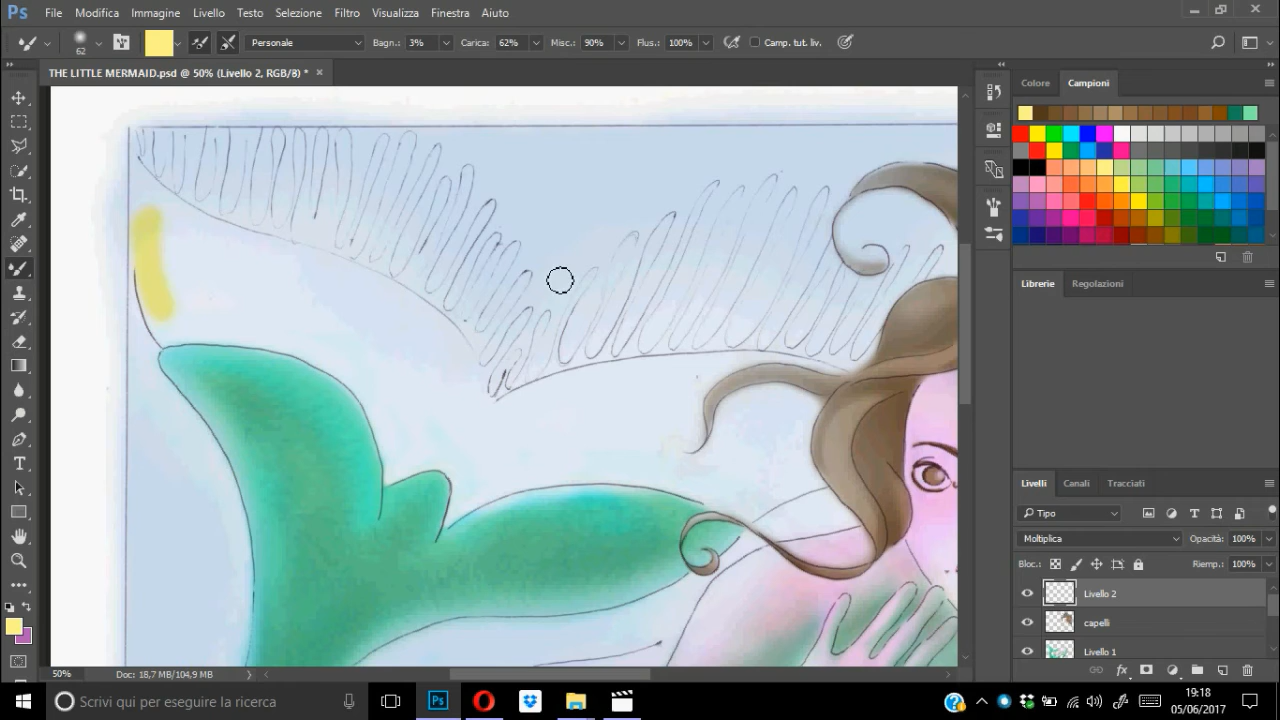 Ps File Modifica Immagine Livello Testo Selezione Filtro Visualizza Finestra Aiuto
62 Personale Bagn.: 3% Carica: 62% Misc.: 90% Flus.: 100% Camp. tut. liv.
THE LITTLE MERMAID.psd @ 50% (Livello 2, RGB/8) * ×
Colore Campioni
Librerie Regolazioni
Livelli Canali Tracciati
Tipo
Moltiplica Opacità: 100%
Bloc.: Riemp.: 100%
Livello 2
capelli
Livello 1
50% Doc: 18,7 MB/104,9 MB
Scrivi qui per eseguire la ricerca
Ps
19:18
05/06/2017